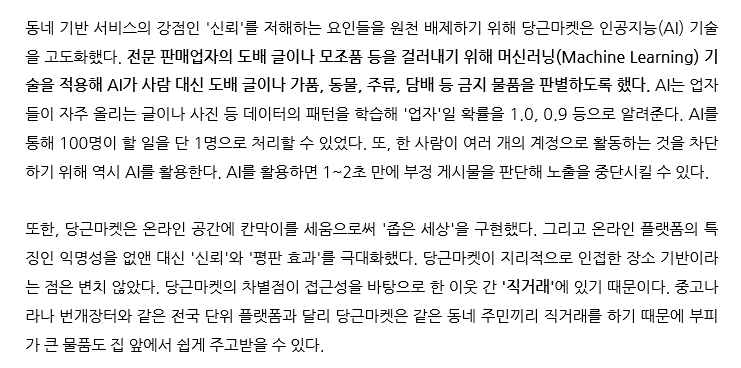 동네 기반 서비스의 강점인 '신뢰'를 저해하는 요인들을 원천 배제하기 위해 당근마켓은 인공지능(AI) 기술
을 고도화했다. 전문 판매업자의 도배 글이나 모조품 등을 걸러내기 위해 머신러닝(Machine Learning) 기
술을 적용해 AI가 사람 대신 도배 글이나 가품, 동물, 주류, 담배 등 금지 물품을 판별하도록 했다. AI는 업자
들이 자주 올리는 글이나 사진 등 데이터의 패턴을 학습해 '업자'일 확률을 1.0, 0.9 등으로 알려준다. AI를
통해 100명이 할 일을 단 1명으로 처리할 수 있었다. 또, 한 사람이 여러 개의 계정으로 활동하는 것을 차단
하기 위해 역시 AI를 활용한다. AI를 활용하면 1~2초 만에 부정 게시물을 판단해 노출을 중단시킬 수 있다.
또한, 당근마켓은 온라인 공간에 칸막이를 세움으로써 '좁은 세상'을 구현했다. 그리고 온라인 플랫폼의 특
징인 익명성을 없앤 대신 '신뢰'와 '평판 효과'를 극대화했다. 당근마켓이 지리적으로 인접한 장소 기반이라
는 점은 변치 않았다. 당근마켓의 차별점이 접근성을 바탕으로 한 이웃 간 '직거래'에 있기 때문이다. 중고나
라나 번개장터와 같은 전국 단위 플랫폼과 달리 당근마켓은 같은 동네 주민끼리 직거래를 하기 때문에 부피
가 큰 물품도 집 앞에서 쉽게 주고받을 수 있다.